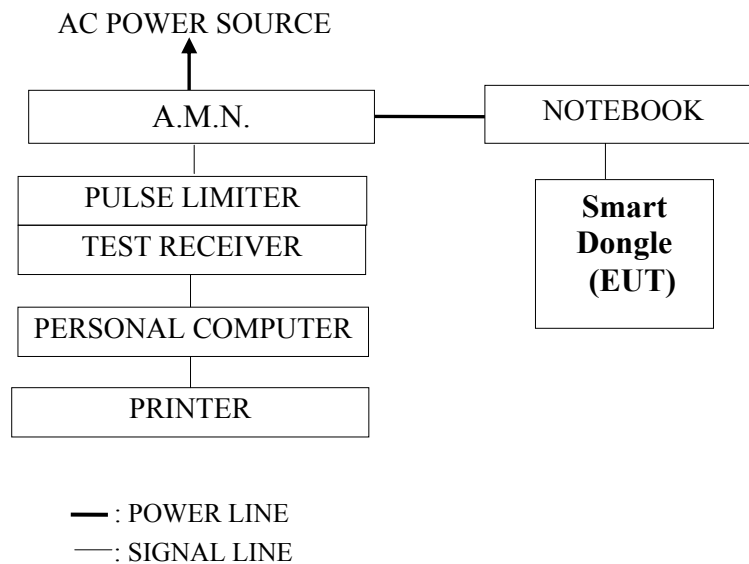 AC POWER SOURCE
A.M.N.
NOTEBOOK
PULSE LIMITER
TEST RECEIVER
PERSONAL COMPUTER
PRINTER
Smart
Dongle
(EUT)
: POWER LINE
: SIGNAL LINE